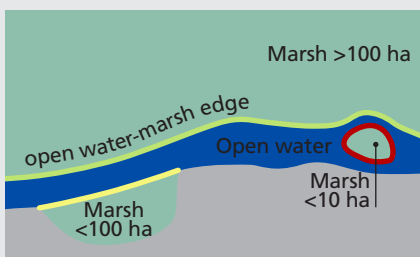 Marsh >100 ha
open water-marsh edge
Open water
Marsh
<10 ha
Marsh
<100 ha